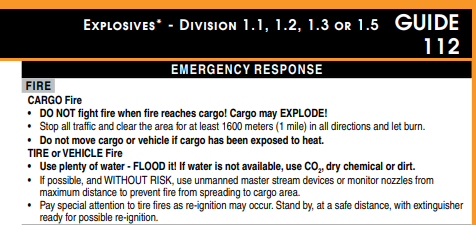 EXPLOSIVES* - DIVISION 1.1, 1.2, 1.3 OR 1.5 GUIDE
112
EMERGENCY RESPONSE
FIRE
CARGO Fire
• DO NOT fight fire when fire reaches cargo! Cargo may EXPLODE!
• Stop all traffic and clear the area for at least 1600 meters (1 mile) in all directions and let burn.
• Do not move cargo or vehicle if cargo has been exposed to heat.
TIRE or VEHICLE Fire
• Use plenty of water - FLOOD it! If water is not available, use CO₂, dry chemical or dirt.
• If possible, and WITHOUT RISK, use unmanned master stream devices or monitor nozzles from
maximum distance to prevent fire from spreading to cargo area.
• Pay special attention to tire fires as re-ignition may occur. Stand by, at a safe distance, with extinguisher
ready for possible re-ignition.